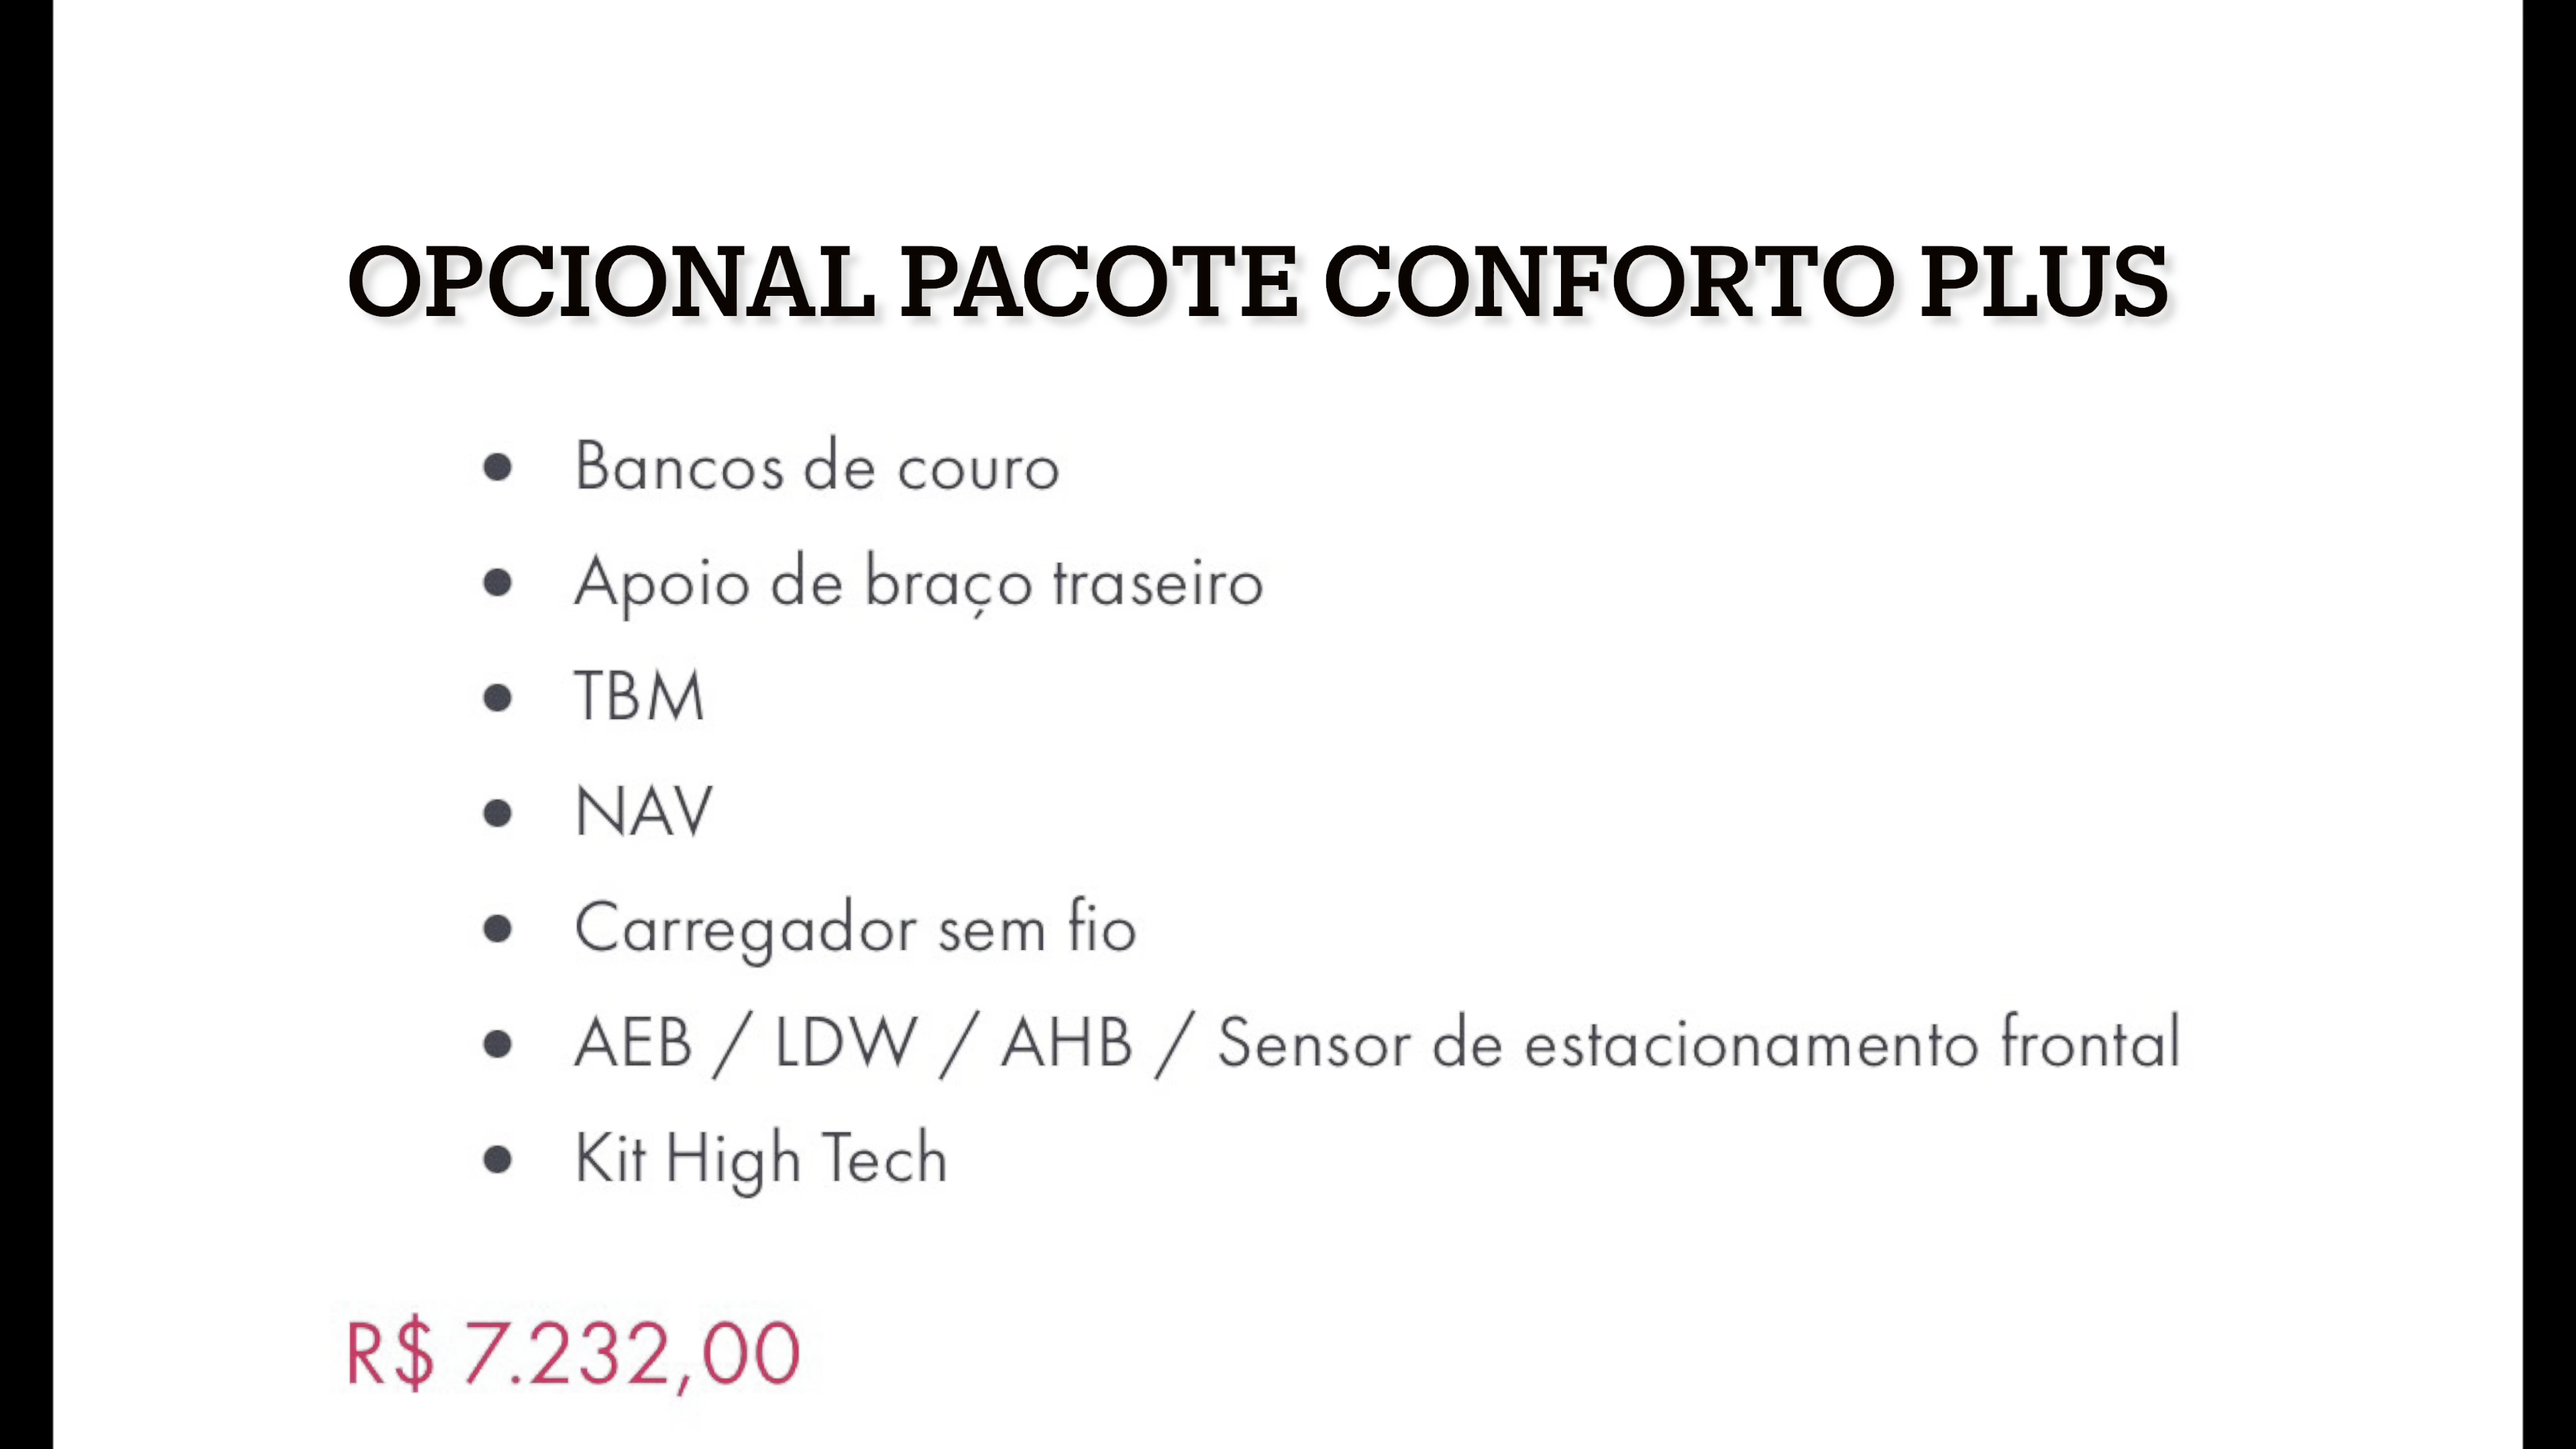 OPCIONAL PACOTE CONFORTO PLUS
• Bancos de couro
• Apoio de braço traseiro
• TBM
• NAV
• Carregador sem fio
• AEB / LDW / AHB / Sensor de estacionamento frontal
• Kit High Tech
R$ 7.232,00